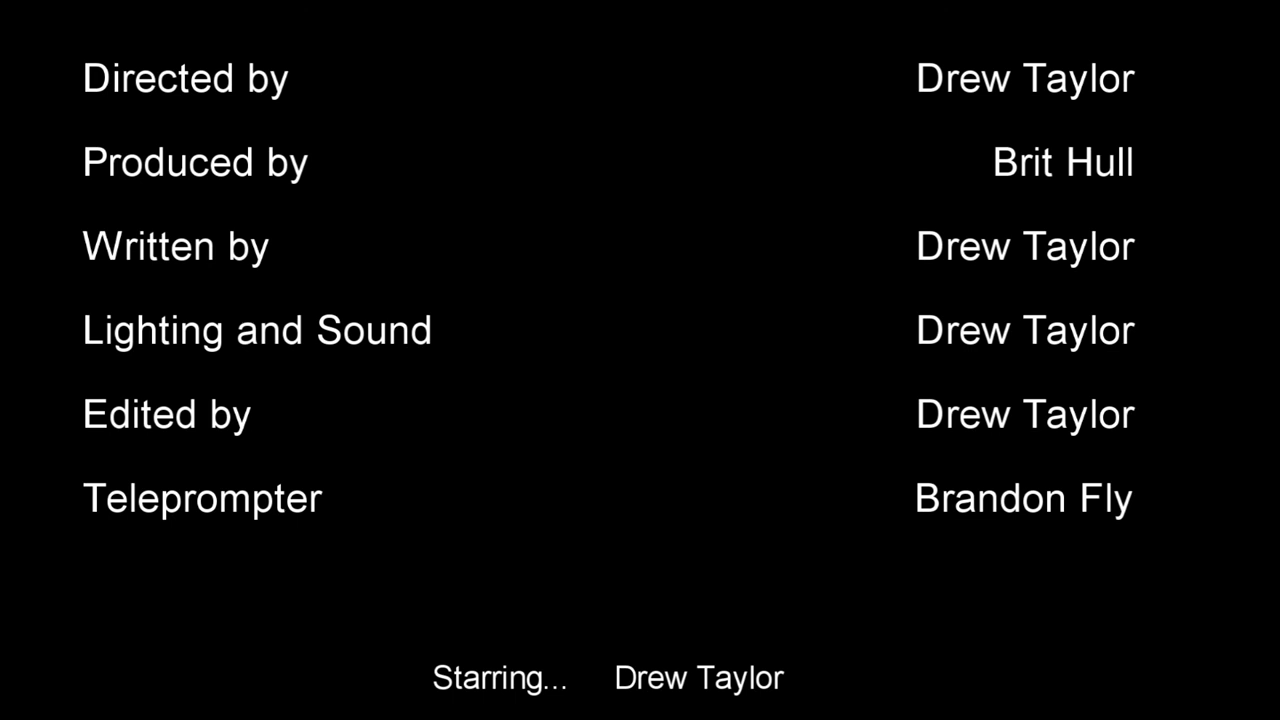 Directed by Drew Taylor
Produced by Brit Hull
Written by Drew Taylor
Lighting and Sound Drew Taylor
Edited by Drew Taylor
Teleprompter Brandon Fly
Starring... Drew Taylor